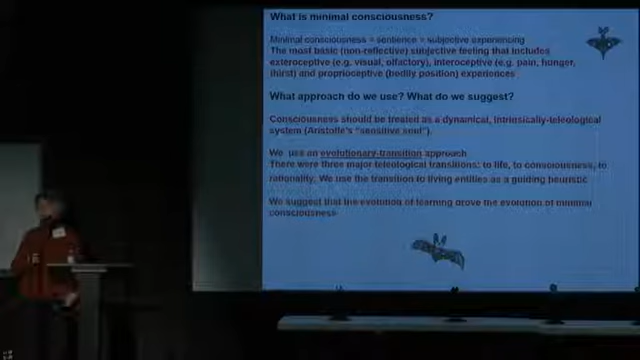 What is minimal consciousness?
Minimal consciousness = sentience = subjective experiencing
The most basic (non-reflective) subjective feeling that includes
exteroceptive (e.g. visual, olfactory), interoceptive (e.g. pain, hunger,
thirst) and proprioceptive (bodily position) experiences
What approach do we use? What do we suggest?
Consciousness should be treated as a dynamical, intrinsically-teleological
system (Aristotle's "sensitive soul").
We use an evolutionary-transition approach
There were three major teleological transitions: to life, to consciousness, to
rationality. We use the transition to living entities as a guiding heuristic
We suggest that the evolution of learning drove the evolution of minimal
consciousness